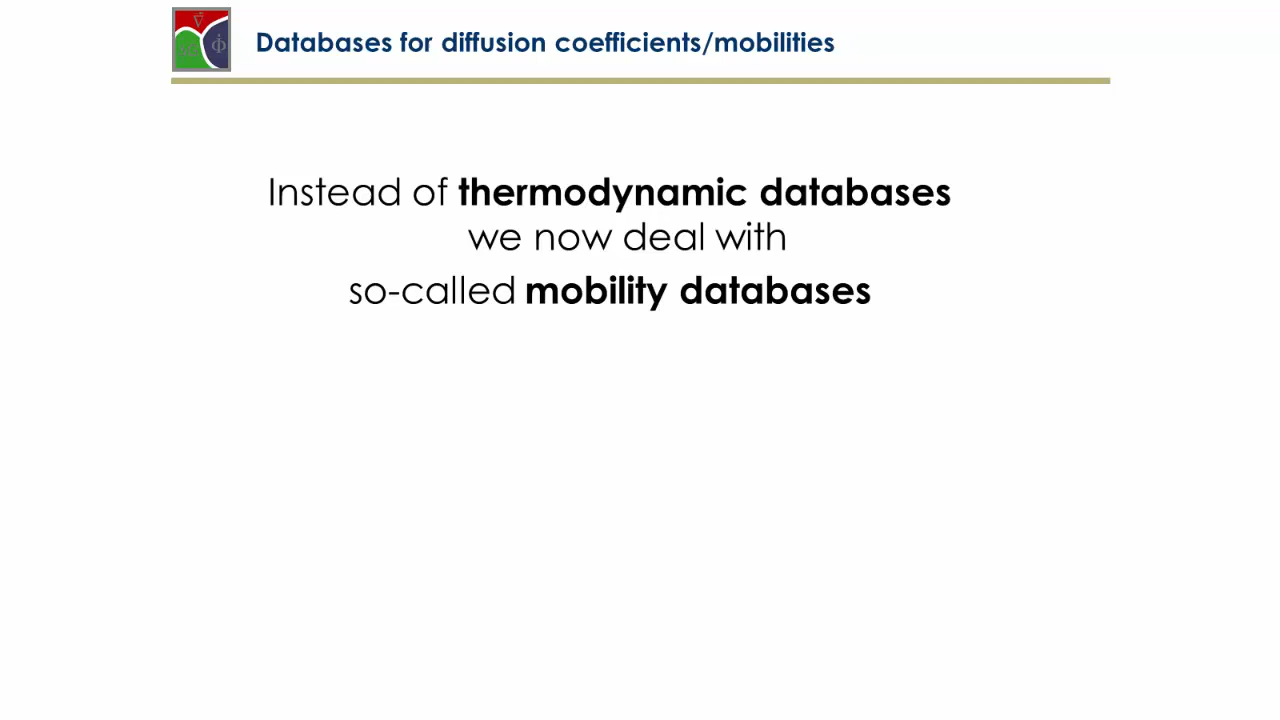 Databases for diffusion coefficients/mobilities
Instead of thermodynamic databases
we now deal with
so-called mobility databases